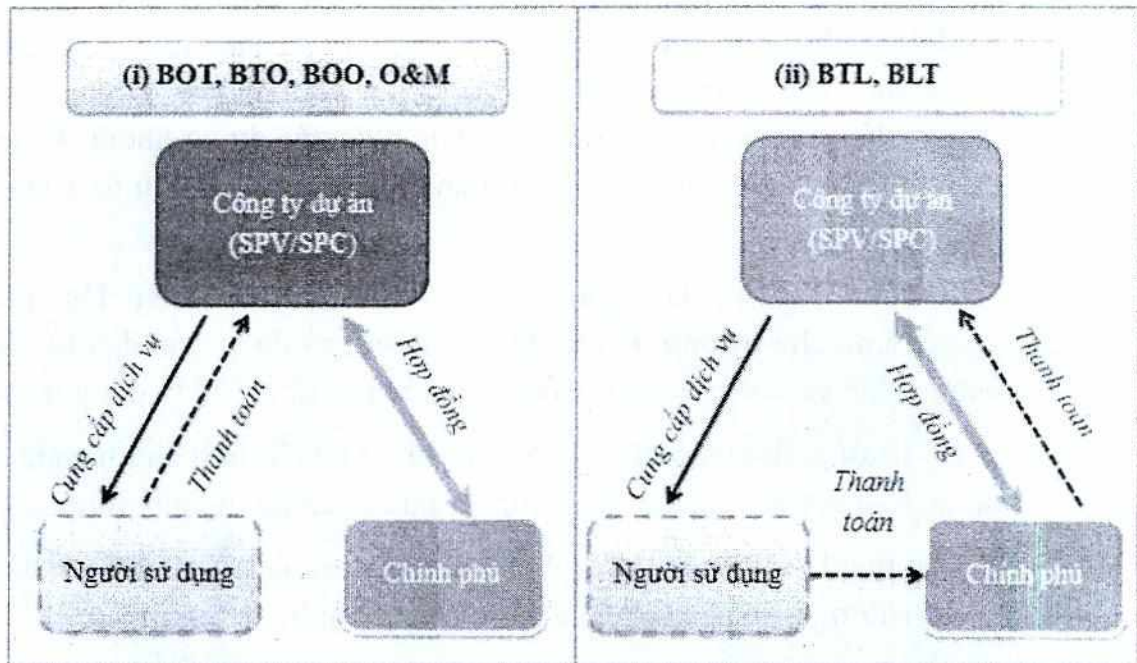 (i) BOT, BTO, BOO, O&M
Công ty dự án
(SPV/SPC)
Cung cấp dịch vụ
Thanh toán
Hợp đồng
Người sử dụng
Chính phủ
(ii) BTL, BLT
Công ty dự án
(SPV/SPC)
Cung cấp dịch vụ
Hợp đồng
Thanh toán
Thanh
toán
Người sử dụng
Chính phủ